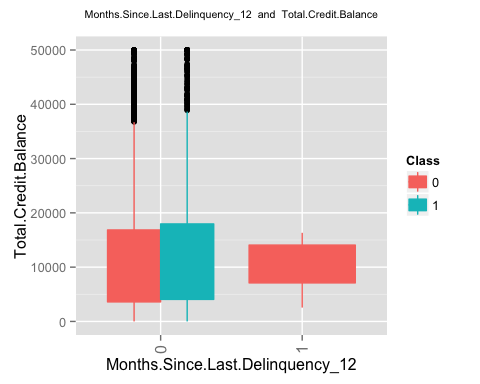 Months.Since.Last.Delinquency_12 and Total.Credit.Balance
50000
40000
30000
20000
10000
0
Total.Credit.Balance
0
1
Months.Since.Last.Delinquency_12
Class
0
1